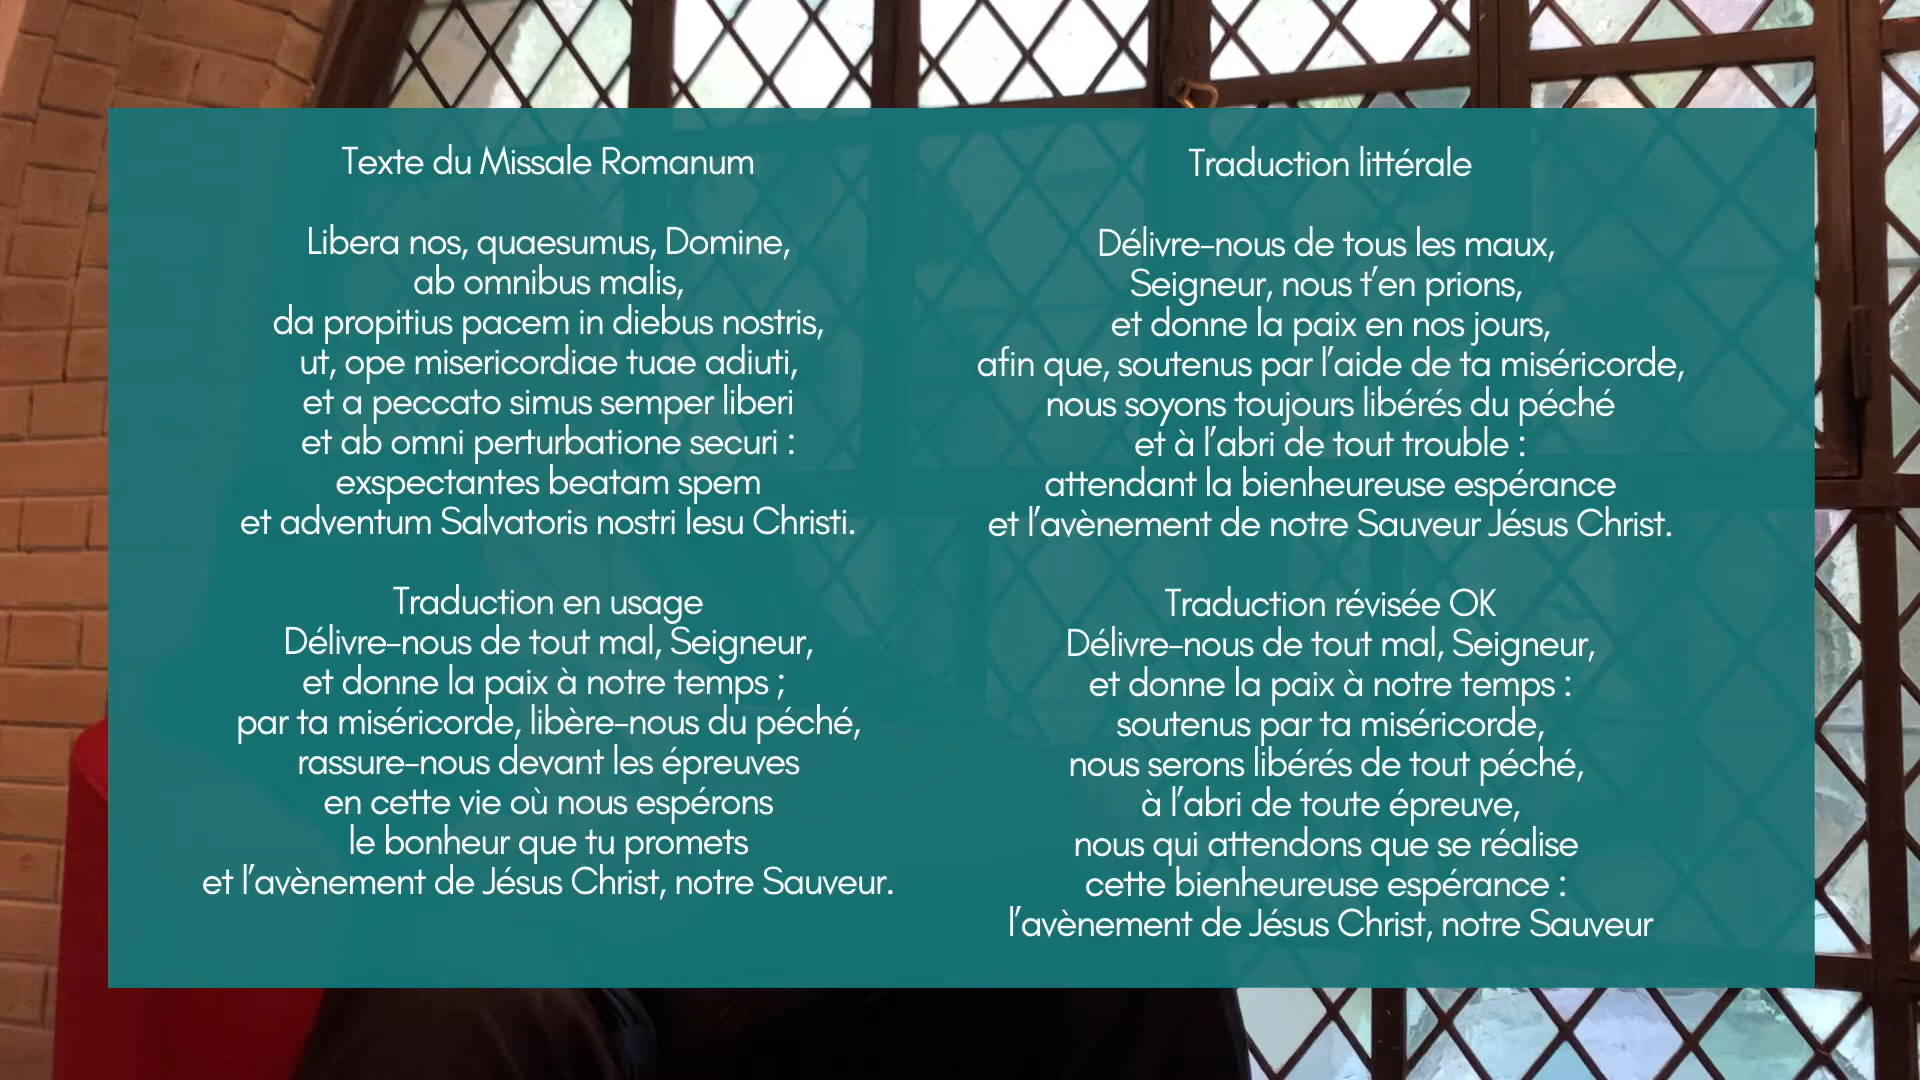 Texte du Missale Romanum
Libera nos, quaesumus, Domine,
ab omnibus malis,
da propitius pacem in diebus nostris,
ut, ope misericordiae tuae adiuti,
et a peccato simus semper liberi
et ab omni perturbatione securi :
exspectantes beatam spem
et adventum Salvatoris nostri Iesu Christi.
Traduction en usage
Délivre-nous de tout mal, Seigneur,
et donne la paix à notre temps ;
par ta miséricorde, libère-nous du péché,
rassure-nous devant les épreuves
en cette vie où nous espérons
le bonheur que tu promets
et l’avènement de Jésus Christ, notre Sauveur.
Traduction littérale
Délivre-nous de tous les maux,
Seigneur, nous t’en prions,
et donne la paix en nos jours,
afin que, soutenus par l’aide de ta miséricorde,
nous soyons toujours libérés du péché
et à l’abri de tout trouble :
attendant la bienheureuse espérance
et l’avènement de notre Sauveur Jésus Christ.
Traduction révisée OK
Délivre-nous de tout mal, Seigneur,
et donne la paix à notre temps :
soutenus par ta miséricorde,
nous serons libérés de tout péché,
à l’abri de toute épreuve,
nous qui attendons que se réalise
cette bienheureuse espérance :
l’avènement de Jésus Christ, notre Sauveur